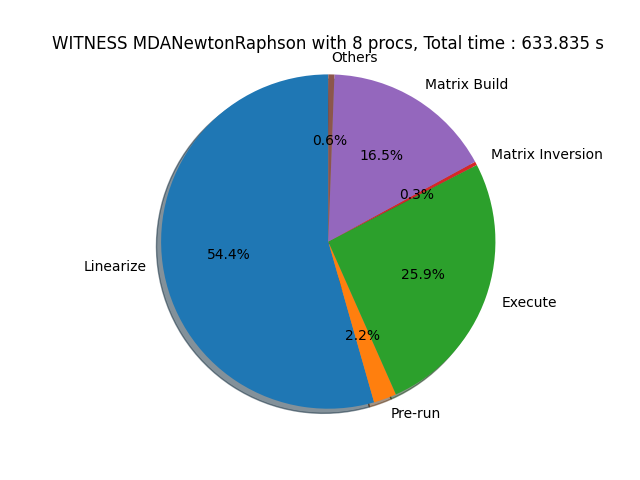 WITNESS MDANewtonRaphson with 8 procs, Total time : 633.835 s
Others
Matrix Build
0.6%
16.5%
Matrix Inversion
0.3%
54.4%
Linearize
25.9%
Execute
2.2%
Pre-run